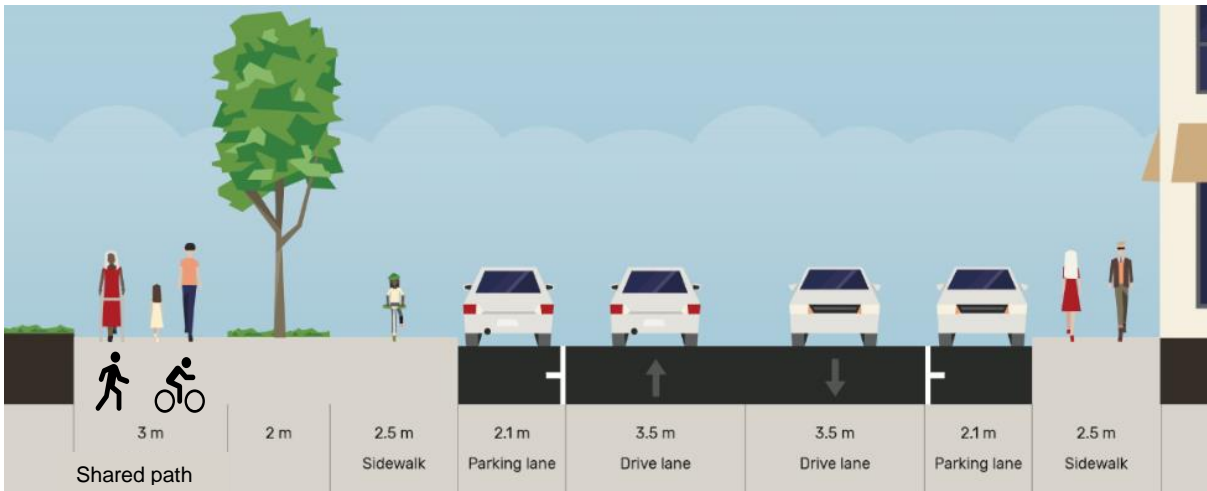 3 m
2 m
2.5 m
2.1 m
3.5 m
3.5 m
2.1 m
2.5 m
Sidewalk
Parking lane
Drive lane
Drive lane
Parking lane
Sidewalk
Shared path